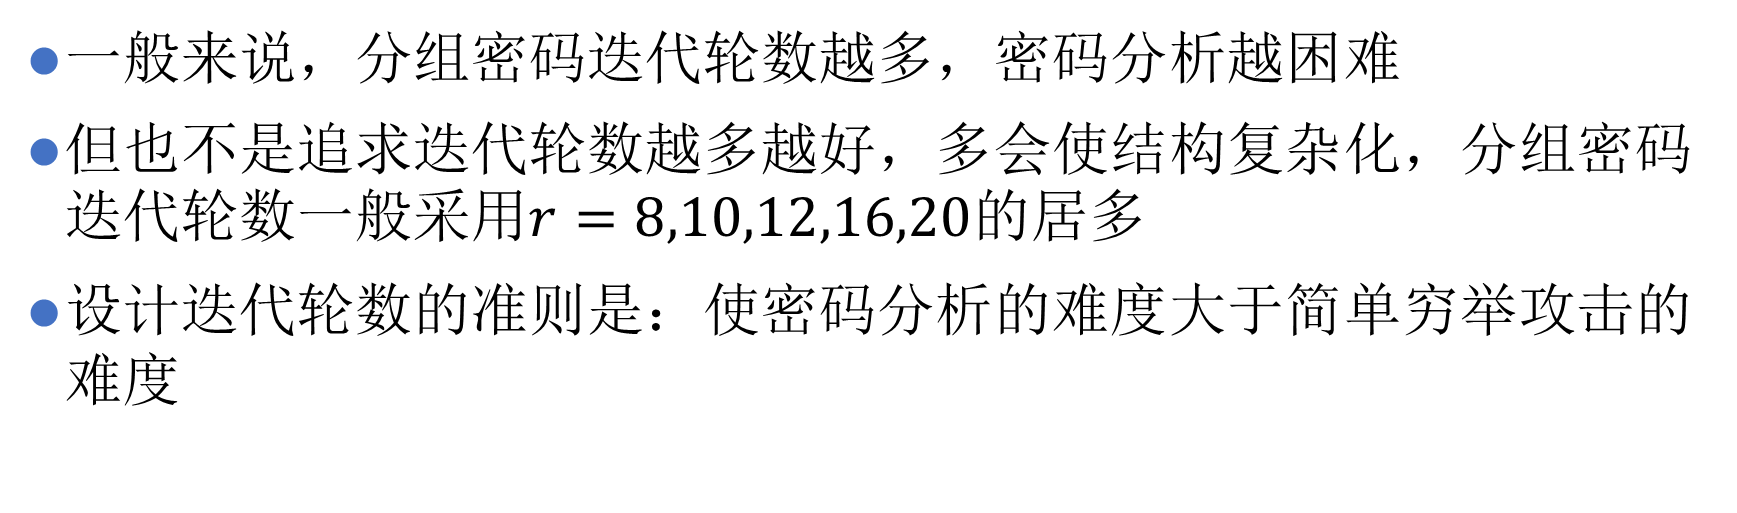 ●一般来说，分组密码迭代轮数越多，密码分析越困难
●但也不是追求迭代轮数越多越好，多会使结构复杂化，分组密码
迭代轮数一般采用r = 8,10,12,16,20的居多
●设计迭代轮数的准则是：使密码分析的难度大于简单穷举攻击的
难度